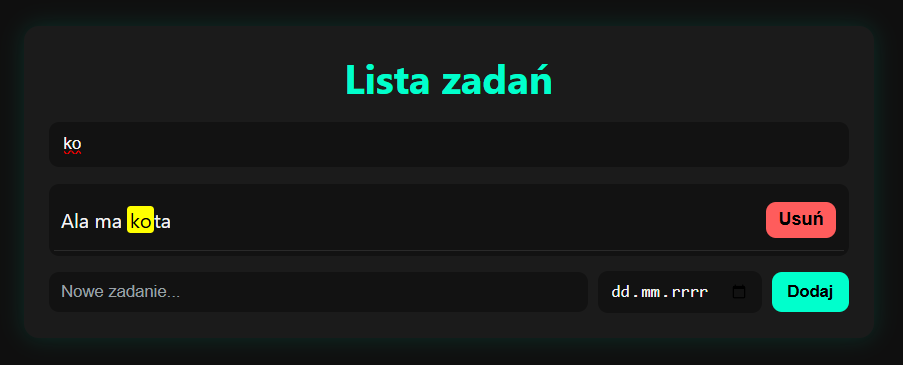 Lista zadań
ko
Ala ma kota Usuń
Nowe zadanie... dd.mm.rrrr Dodaj